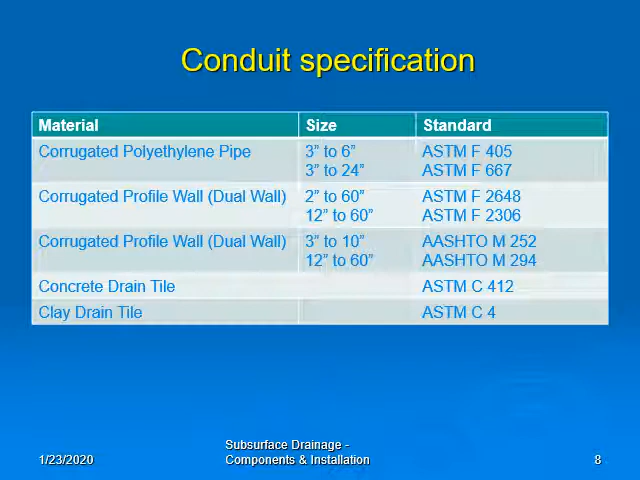 Conduit specification
Material Size Standard
Corrugated Polyethylene Pipe 3” to 6” ASTM F 405
3” to 24” ASTM F 667
Corrugated Profile Wall (Dual Wall) 2” to 60” ASTM F 2648
12” to 60” ASTM F 2306
Corrugated Profile Wall (Dual Wall) 3” to 10” AASHTO M 252
12” to 60” AASHTO M 294
Concrete Drain Tile ASTM C 412
Clay Drain Tile ASTM C 4
Subsurface Drainage -
1/23/2020 Components & Installation 8